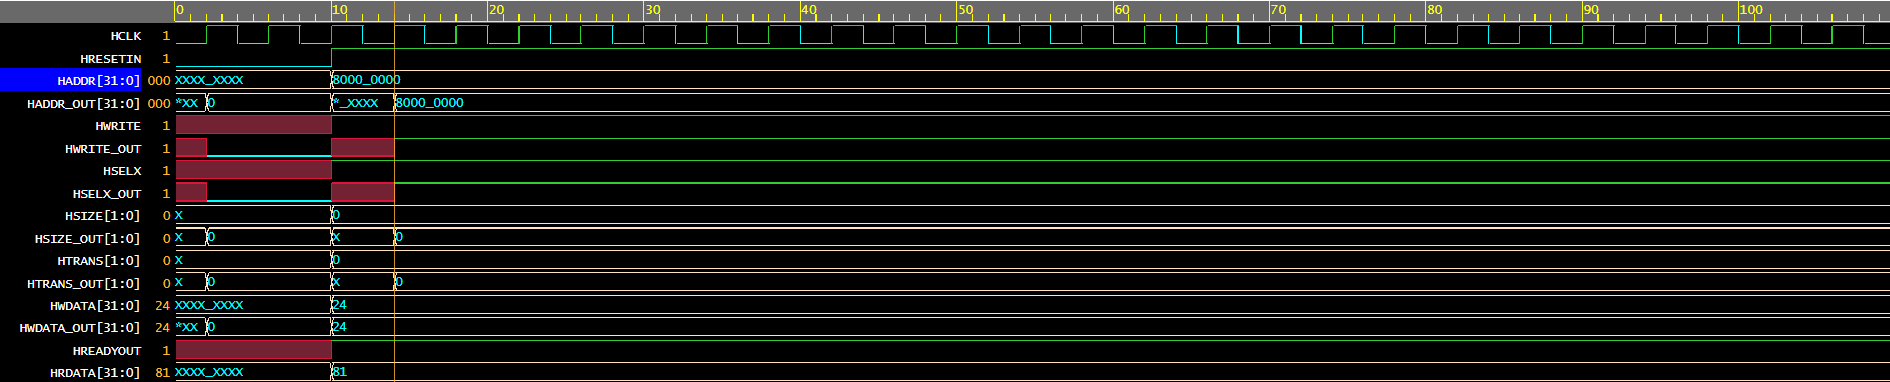 0 10 20 30 40 50 60 70 80 90 100
HCLK 1
HRESETIN 1
HADDR[31:0] 000 XXXX_XXXX 8000_0000
HADDR_OUT[31:0] 000 *XX 0 *_XXXX 8000_0000
HWRITE 1
HWRITE_OUT 1
HSELX 1
HSELX_OUT 1
HSIZE[1:0] 0 X 0
HSIZE_OUT[1:0] 0 X 0 X 0
HTRANS[1:0] 0 X 0
HTRANS_OUT[1:0] 0 X 0 X 0
HWDATA[31:0] 24 XXXX_XXXX 24
HWDATA_OUT[31:0] 24 *XX 0 24
HREADYOUT 1
HRDATA[31:0] 81 XXXX_XXXX 81